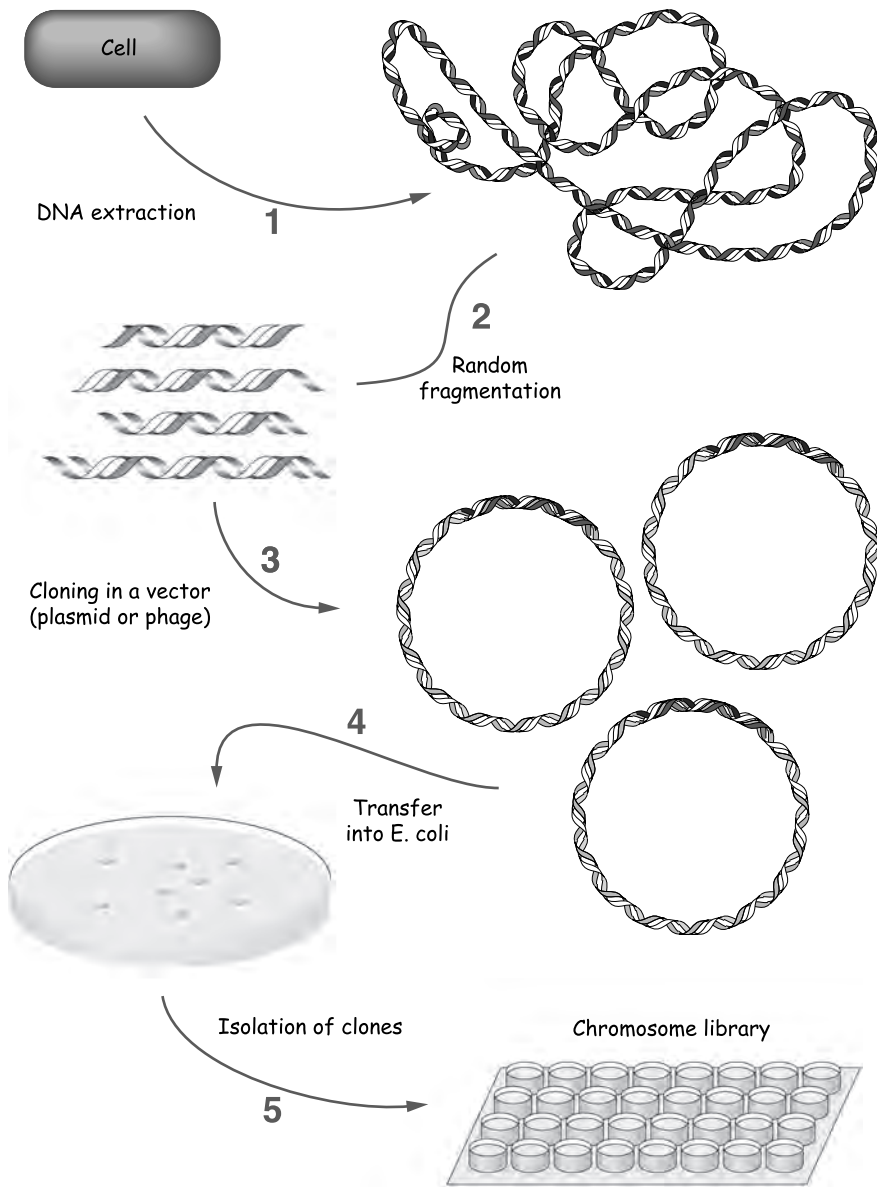 Cell
DNA extraction
1
2
Random
fragmentation
3
Cloning in a vector
(plasmid or phage)
4
Transfer
into E. coli
Isolation of clones
Chromosome library
5